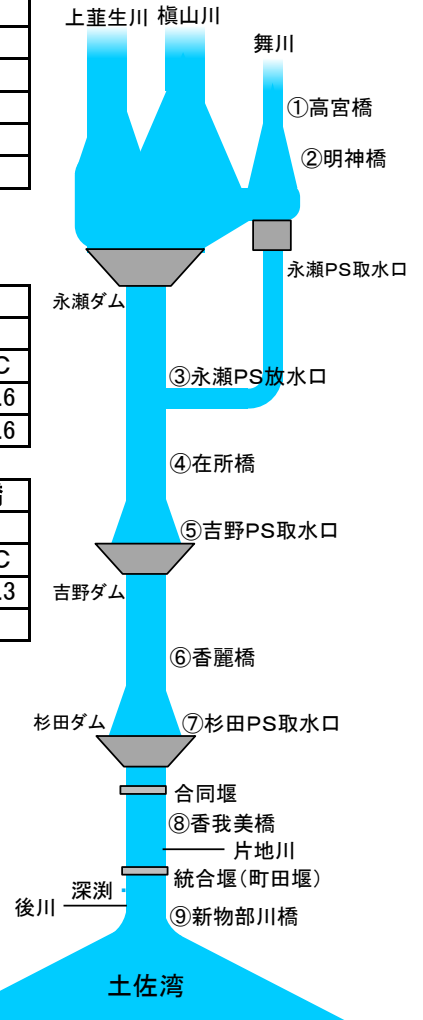 上韮生川 槇山川
舞川
①高宮橋
②明神橋
永瀬PS取水口
永瀬ダム
③永瀬PS放水口
C
.6
.6
④在所橋
⑤吉野PS取水口
C
.3
吉野ダム
⑥香麗橋
杉田ダム
⑦杉田PS取水口
合同堰
⑧香我美橋
片地川
統合堰(町田堰)
深渕
後川
⑨新物部川橋
土佐湾